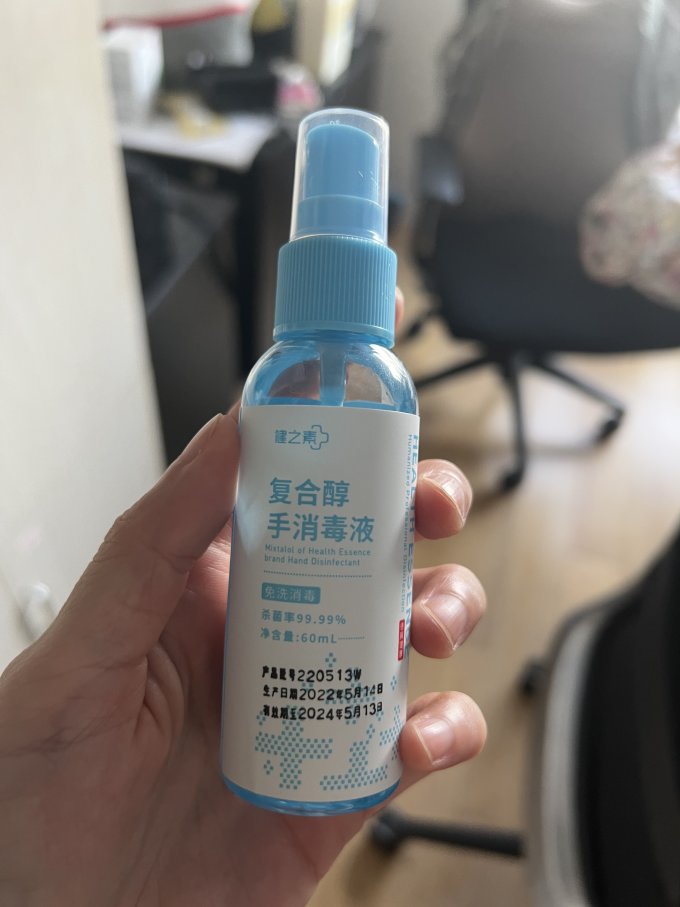 健之素
复合醇
手消毒液
Mixtalol of Health Essence
brand Hand Disinfectant
免洗消毒
杀菌率99.99%
净含量:60mL
产品批号220513W
生产日期2022年5月14日
有效期至2024年5月13日
Humanized Professional Disinfection